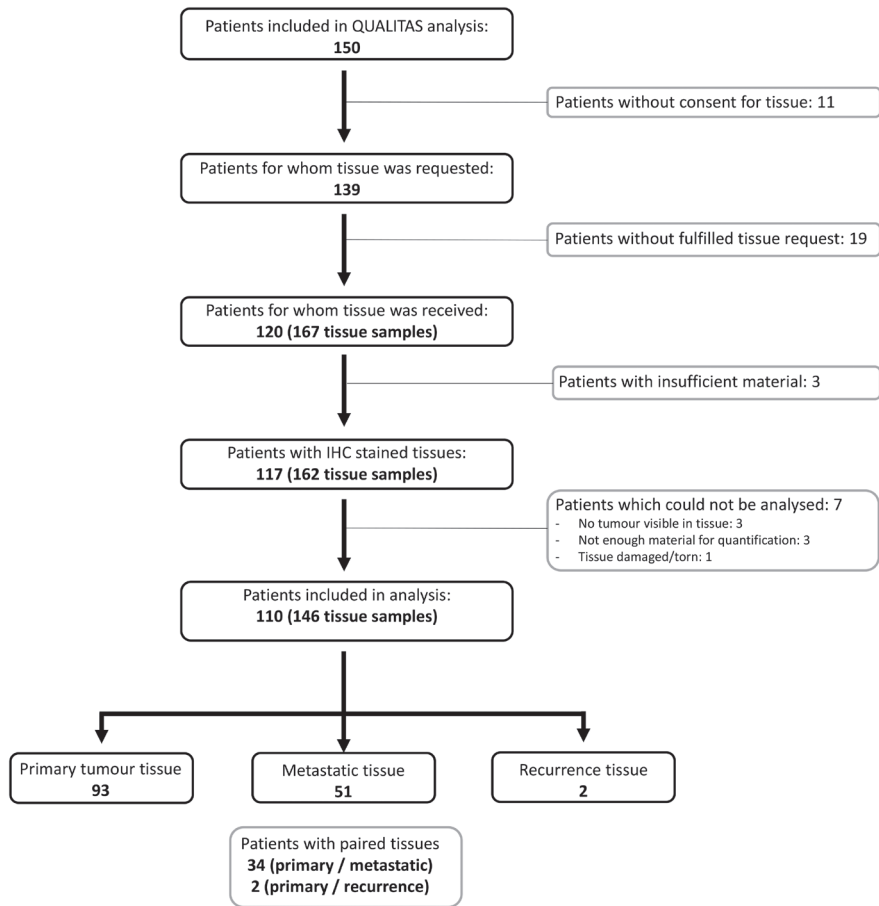 Patients included in QUALITAS analysis:
150
Patients without consent for tissue: 11
Patients for whom tissue was requested:
139
Patients without fulfilled tissue request: 19
Patients for whom tissue was received:
120 (167 tissue samples)
Patients with insufficient material: 3
Patients with IHC stained tissues:
117 (162 tissue samples)
Patients which could not be analysed: 7
- No tumour visible in tissue: 3
- Not enough material for quantification: 3
- Tissue damaged/torn: 1
Patients included in analysis:
110 (146 tissue samples)
Primary tumour tissue
93
Metastatic tissue
51
Recurrence tissue
2
Patients with paired tissues
34 (primary / metastatic)
2 (primary / recurrence)